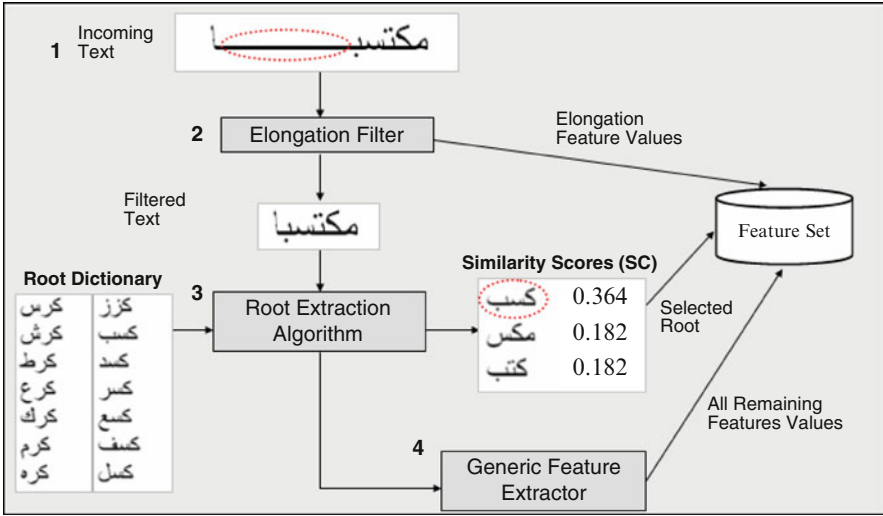 1 Incoming
Text
مكتسبـــــــــــــا
2 Elongation Filter
Elongation
Feature Values
Filtered
Text
مكتسبا
Feature Set
Root Dictionary
كرس كزز
كرش كسب
كرط كسد
كرع كسر
كرك كسع
كرم كسف
كره كسل
3 Root Extraction
Algorithm
Similarity Scores (SC)
كسب 0.364
مكس 0.182
كتب 0.182
Selected
Root
All Remaining
Features Values
4 Generic Feature
Extractor